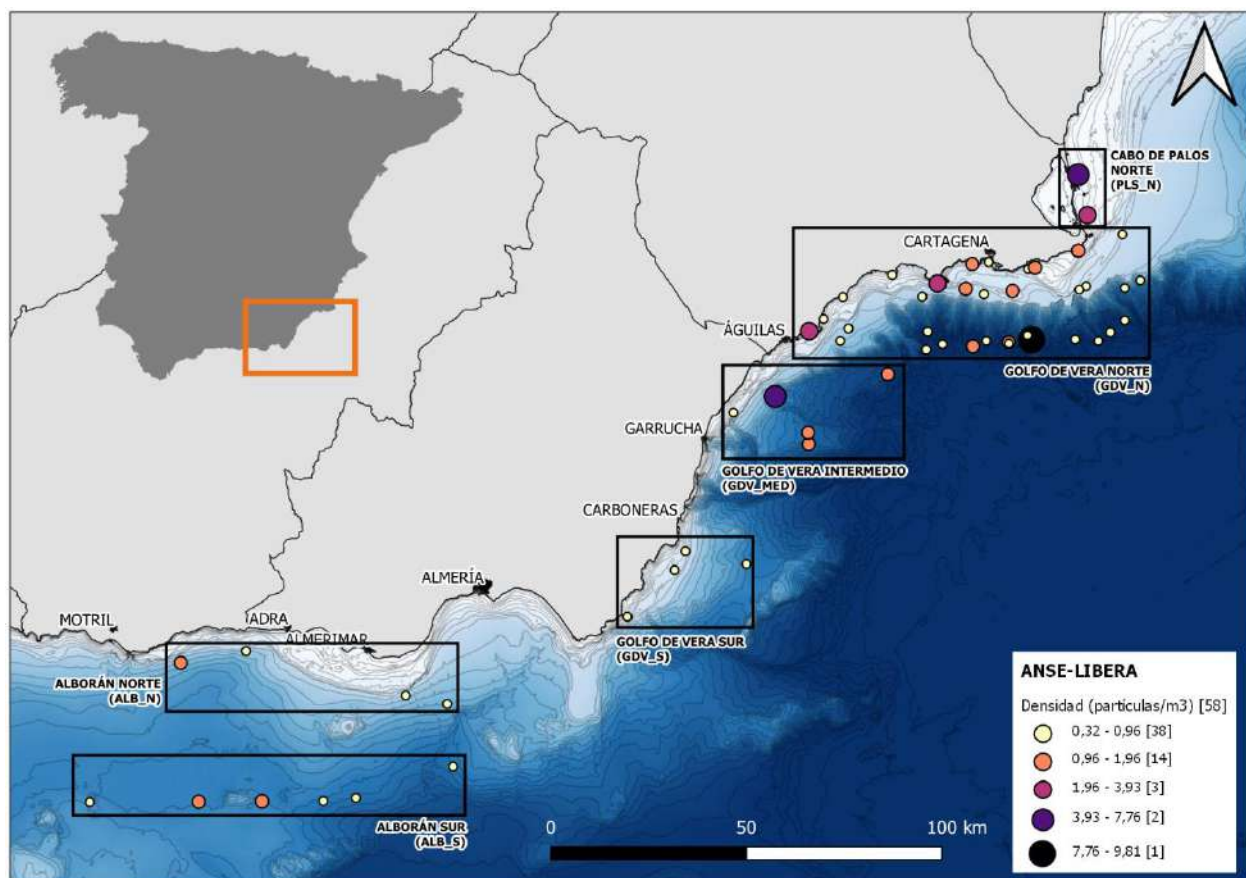 CABO DE PALOS
NORTE
(PLS_N)
CARTAGENA
ÁGUILAS
GOLFO DE VERA NORTE
(GDV_N)
GARRUCHA
GOLFO DE VERA INTERMEDIO
(GDV_MED)
CARBONERAS
ALMERÍA
GOLFO DE VERA SUR
(GDV_S)
MOTRIL
ADRA
ALMERIMAR
ALBORÁN NORTE
(ALB_N)
ALBORÁN SUR
(ALB_S)
0 50 100 km
ANSE-LIBERA
Densidad (partículas/m3) [58]
0,32 - 0,96 [38]
0,96 - 1,96 [14]
1,96 - 3,93 [3]
3,93 - 7,76 [2]
7,76 - 9,81 [1]